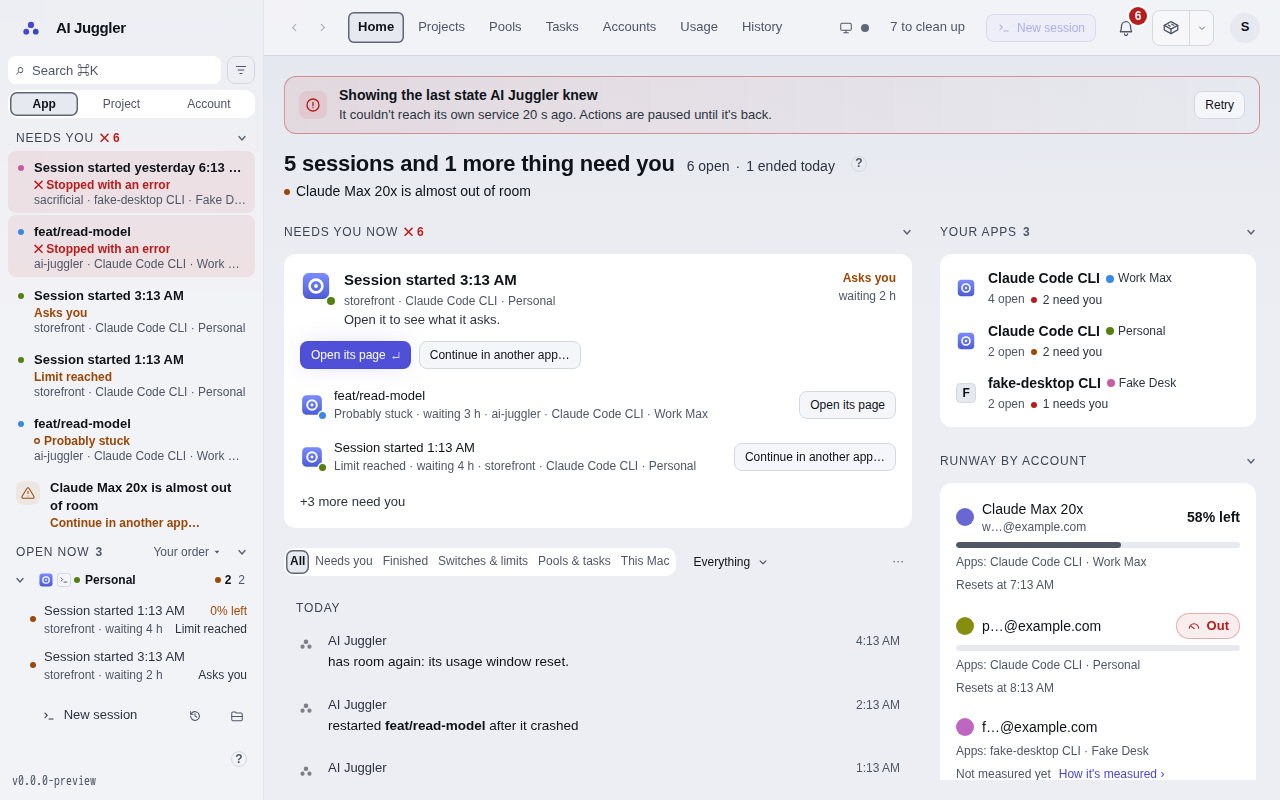 AI Juggler
Search ⌘K
App
Project
Account
NEEDS YOU 6
Session started yesterday 6:13 …
Stopped with an error
sacrificial · fake-desktop CLI · Fake D…
feat/read-model
Stopped with an error
ai-juggler · Claude Code CLI · Work …
Session started 3:13 AM
Asks you
storefront · Claude Code CLI · Personal
Session started 1:13 AM
Limit reached
storefront · Claude Code CLI · Personal
feat/read-model
Probably stuck
ai-juggler · Claude Code CLI · Work …
Claude Max 20x is almost out
of room
Continue in another app…
OPEN NOW 3
Your order
Personal
2 2
Session started 1:13 AM
0% left
storefront · waiting 4 h
Limit reached
Session started 3:13 AM
storefront · waiting 2 h
Asks you
New session
?
v0.0.0-preview
Home
Projects
Pools
Tasks
Accounts
Usage
History
7 to clean up
New session
6
S
Showing the last state AI Juggler knew
It couldn't reach its own service 20 s ago. Actions are paused until it's back.
Retry
5 sessions and 1 more thing need you
6 open · 1 ended today
?
Claude Max 20x is almost out of room
NEEDS YOU NOW 6
Session started 3:13 AM
Asks you
storefront · Claude Code CLI · Personal
waiting 2 h
Open it to see what it asks.
Open its page
Continue in another app…
feat/read-model
Probably stuck · waiting 3 h · ai-juggler · Claude Code CLI · Work Max
Open its page
Session started 1:13 AM
Limit reached · waiting 4 h · storefront · Claude Code CLI · Personal
Continue in another app…
+3 more need you
All
Needs you
Finished
Switches & limits
Pools & tasks
This Mac
Everything
…
TODAY
AI Juggler
4:13 AM
has room again: its usage window reset.
AI Juggler
2:13 AM
restarted feat/read-model after it crashed
AI Juggler
1:13 AM
YOUR APPS 3
Claude Code CLI
Work Max
4 open
2 need you
Claude Code CLI
Personal
2 open
2 need you
F
fake-desktop CLI
Fake Desk
2 open
1 needs you
RUNWAY BY ACCOUNT
Claude Max 20x
w…@example.com
58% left
Apps: Claude Code CLI · Work Max
Resets at 7:13 AM
p…@example.com
Out
Apps: Claude Code CLI · Personal
Resets at 8:13 AM
f…@example.com
Apps: fake-desktop CLI · Fake Desk
Not measured yet
How it's measured ›